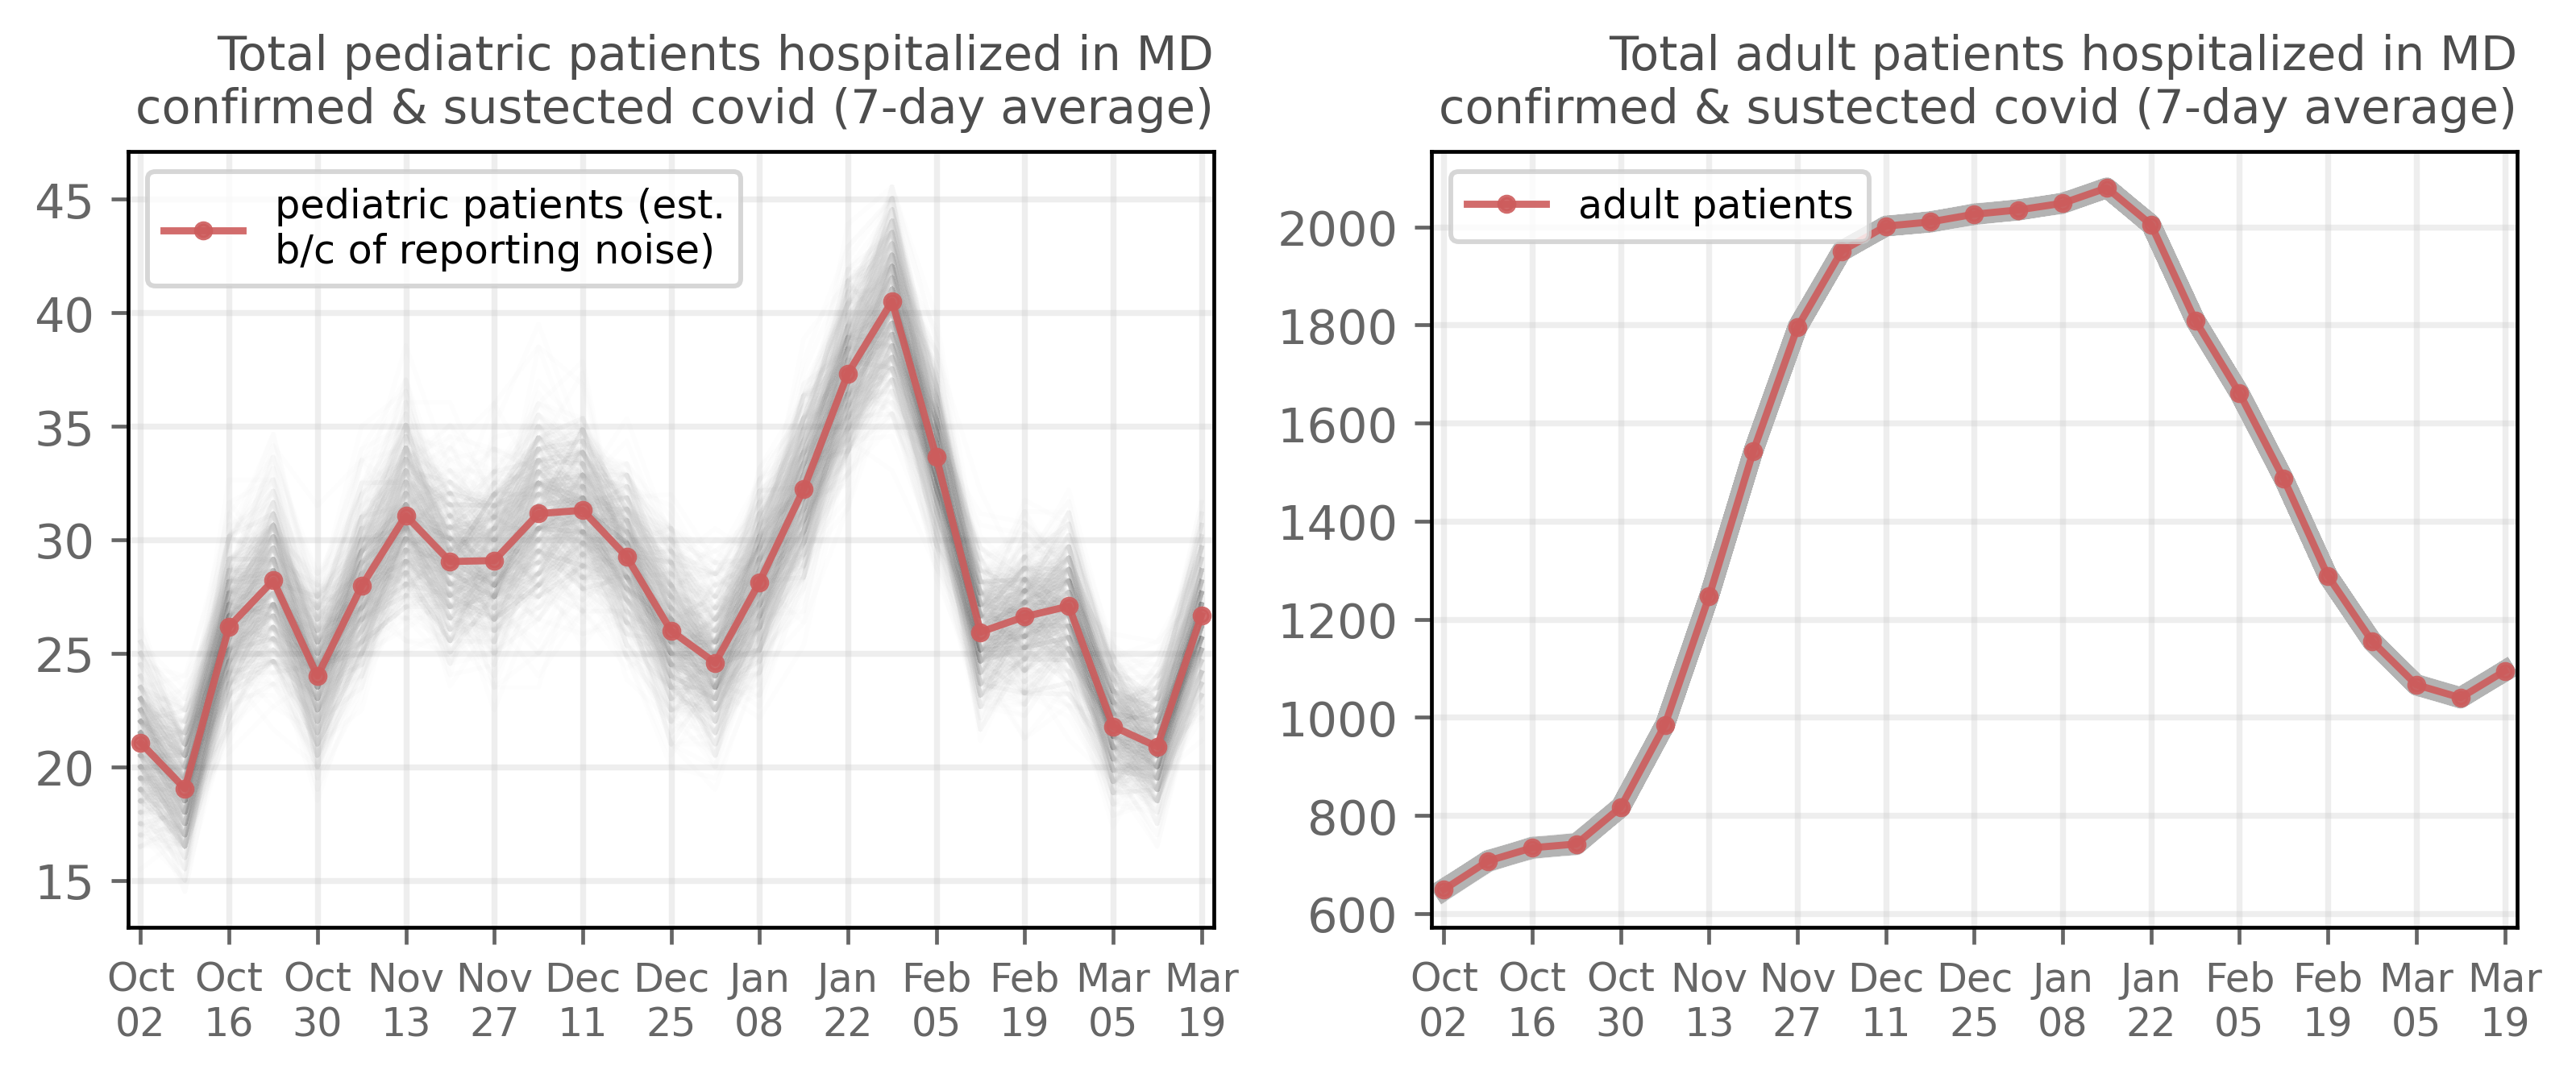 Total pediatric patients hospitalized in MD
confirmed & sustected covid (7-day average)
pediatric patients (est.
b/c of reporting noise)
45
40
35
30
25
20
15
Oct Oct Oct Nov Nov Dec Dec Jan Jan Feb Feb Mar Mar
02 16 30 13 27 11 25 08 22 05 19 05 19
Total adult patients hospitalized in MD
confirmed & sustected covid (7-day average)
adult patients
2000
1800
1600
1400
1200
1000
800
600
Oct Oct Oct Nov Nov Dec Dec Jan Jan Feb Feb Mar Mar
02 16 30 13 27 11 25 08 22 05 19 05 19